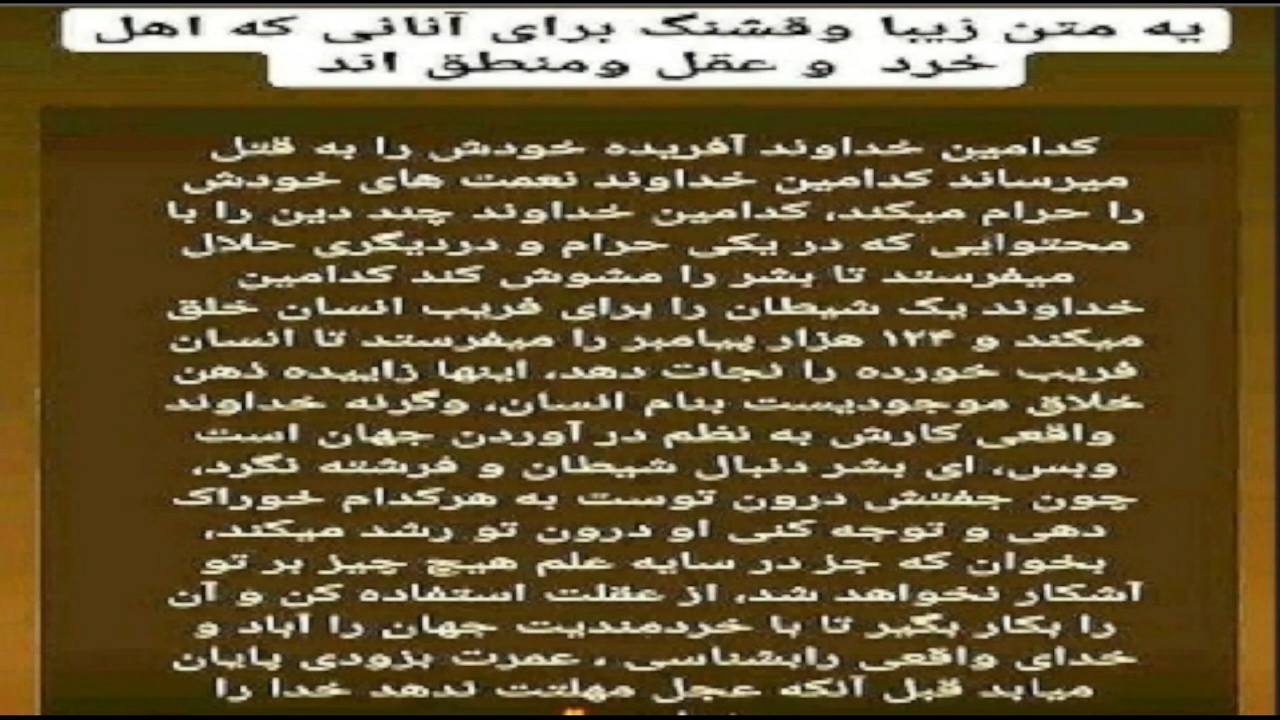 یه متن زیبا وقشنگ برای آنانی که اهل
خرد و عقل ومنطق اند
کدامین خداوند آفریده خودش را به قتل
میرساند کدامین خداوند نعمت های خودش
را حرام میکند، کدامین خداوند چند دین را با
محتوایی که در یکی حرام و دردیگری حلال
میفرستد تا بشر را مشوش کند کدامین
خداوند یک شیطان را برای فریب انسان خلق
میکند و ۱۲۴ هزار پیامبر را میفرستد تا انسان
فریب خورده را نجات دهد، اینها زاییده ذهن
خلاق موجودیست بنام انسان، وگرنه خداوند
واقعی کارش به نظم در آوردن جهان است
وبس، ای بشر دنبال شیطان و فرشته نگرد،
چون جفتش درون توست به هرکدام خوراک
دهی و توجه کنی او درون تو رشد میکند،
بخوان که جز در سایه علم هیچ چیز بر تو
آشکار نخواهد شد، از عقلت استفاده کن و آن
را بکار بگیر تا با خردمندیت جهان را آباد و
خدای واقعی رابشناسی ، عمرت بزودی پایان
میابد قبل آنکه عجل مهلتت ندهد خدا را